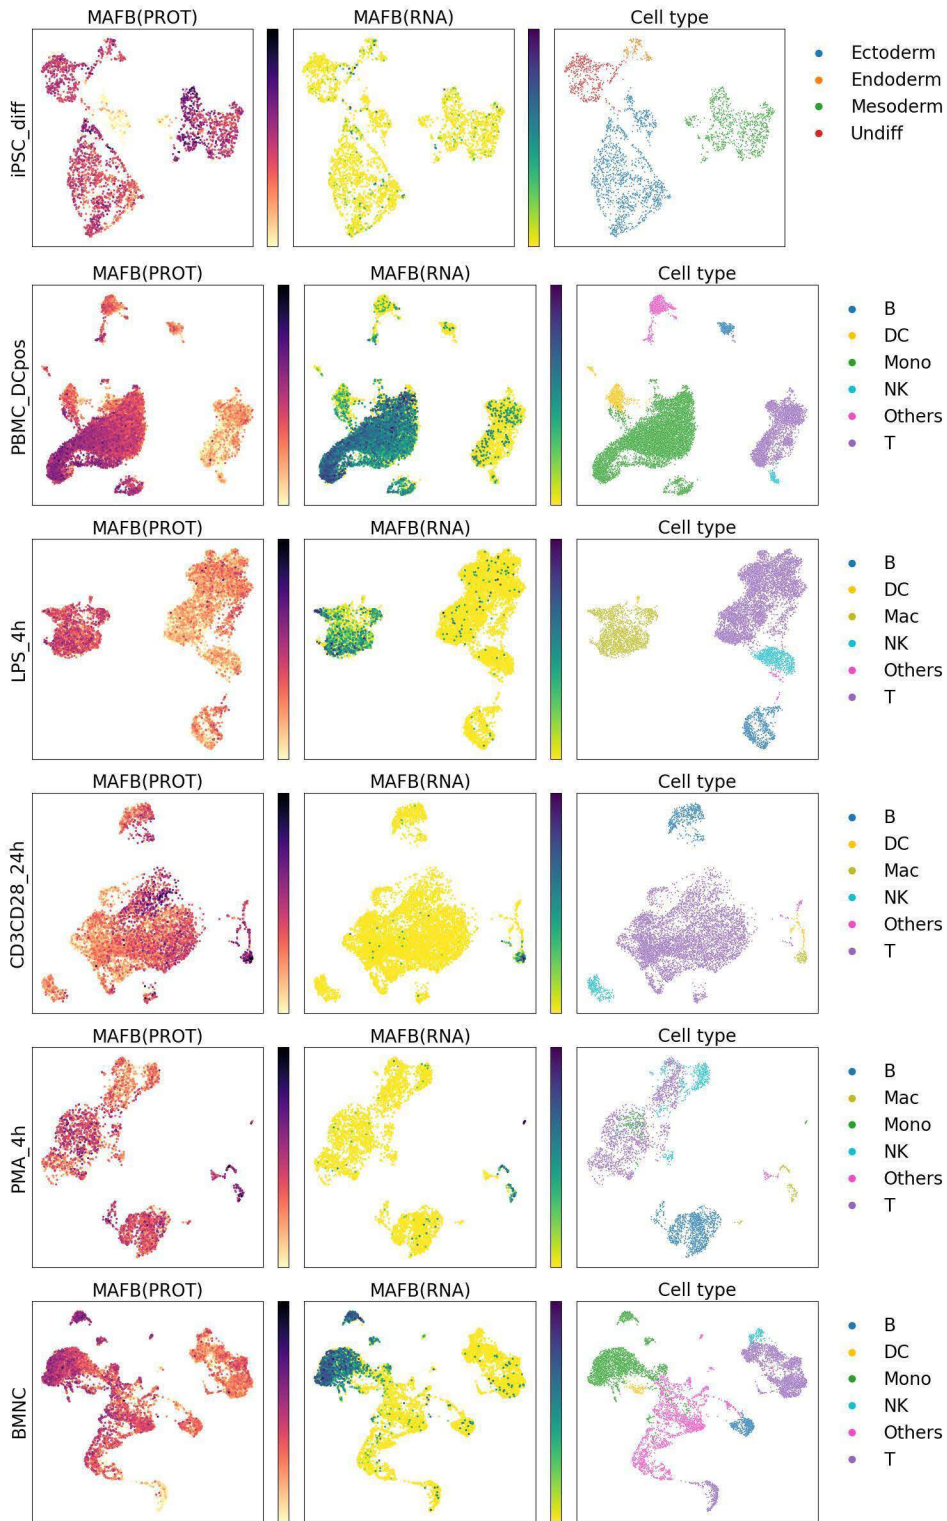 MAFB(PROT) MAFB(RNA) Cell type
iPSC_diff
Ectoderm
Endoderm
Mesoderm
Undiff
MAFB(PROT) MAFB(RNA) Cell type
PBMC_DCpos
B
DC
Mono
NK
Others
T
MAFB(PROT) MAFB(RNA) Cell type
LPS_4h
B
DC
Mac
NK
Others
T
MAFB(PROT) MAFB(RNA) Cell type
CD3CD28_24h
B
DC
Mac
NK
Others
T
MAFB(PROT) MAFB(RNA) Cell type
PMA_4h
B
Mac
Mono
NK
Others
T
MAFB(PROT) MAFB(RNA) Cell type
BMNC
B
DC
Mono
NK
Others
T